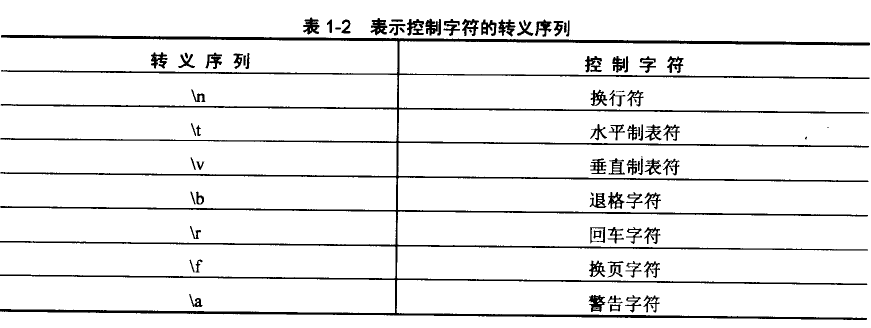 表 1-2 表示控制字符的转义序列
转义序列 控制字符
\n 换行符
\t 水平制表符
\v 垂直制表符
\b 退格字符
\r 回车字符
\f 换页字符
\a 警告字符